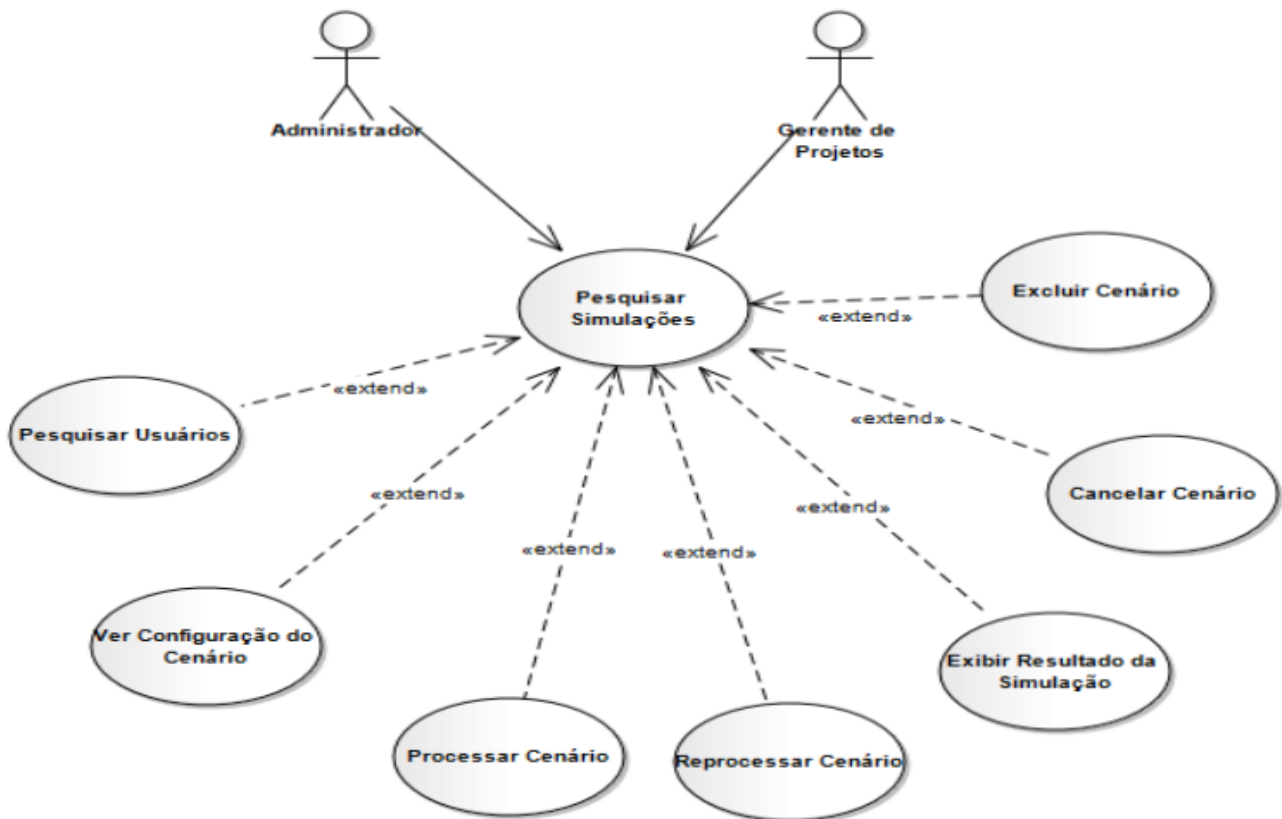 Administrador
Gerente de
Projetos
Pesquisar
Simulações
Excluir Cenário
«extend»
Pesquisar Usuários
«extend»
«extend»
Cancelar Cenário
«extend»
«extend»
«extend»
«extend»
Ver Configuração do
Cenário
Exibir Resultado da
Simulação
Processar Cenário
Reprocessar Cenário